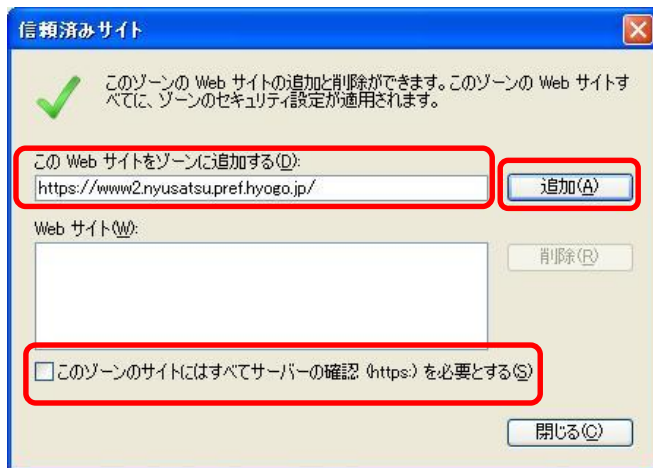 信頼済みサイト
このゾーンの Web サイトの追加と削除ができます。このゾーンの Web サイトす
べてに、ゾーンのセキュリティ設定が適用されます。
この Web サイトをゾーンに追加する(D):
https://www2.nyusatsu.pref.hyogo.jp/
追加(A)
Web サイト(W):
削除(R)
このゾーンのサイトにはすべてサーバーの確認 (https:) を必要とする(S)
閉じる(C)